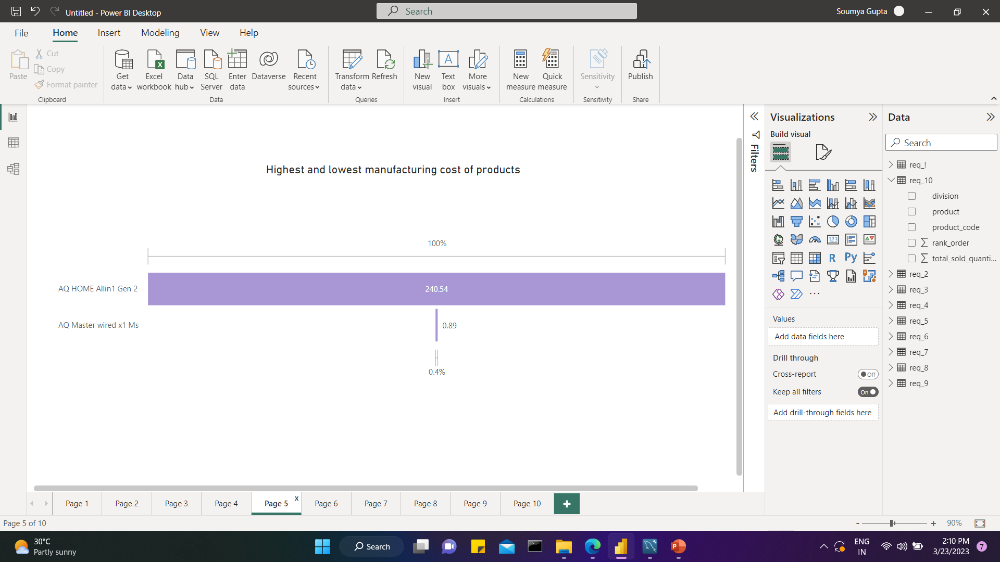 Untitled - Power BI Desktop
Search
Soumya Gupta
File Home Insert Modeling View Help
Paste
Cut
Copy
Format painter
Clipboard
Get data
Excel workbook
Data hub
SQL Server
Enter data
Dataverse
Recent sources
Data
Transform data
Refresh
Queries
New visual
Text box
More visuals
Insert
New measure
Quick measure
Calculations
Sensitivity
Sensitivity
Publish
Share
Highest and lowest manufacturing cost of products
100%
AQ HOME Allin1 Gen 2
240.54
AQ Master wired x1 Ms
0.89
0.4%
Filters
Visualizations
Build visual
123
R
Py
...
Values
Add data fields here
Drill through
Cross-report
Off
Keep all filters
On
Add drill-through fields here
Data
Search
req_!
req_10
division
product
product_code
rank_order
total_sold_quanti...
req_2
req_3
req_4
req_5
req_6
req_7
req_8
req_9
Page 1 Page 2 Page 3 Page 4 Page 5 x Page 6 Page 7 Page 8 Page 9 Page 10 +
Page 5 of 10
- + 90%
30°C
Partly sunny
Search
ENG
IN
2:10 PM
3/23/2023
7